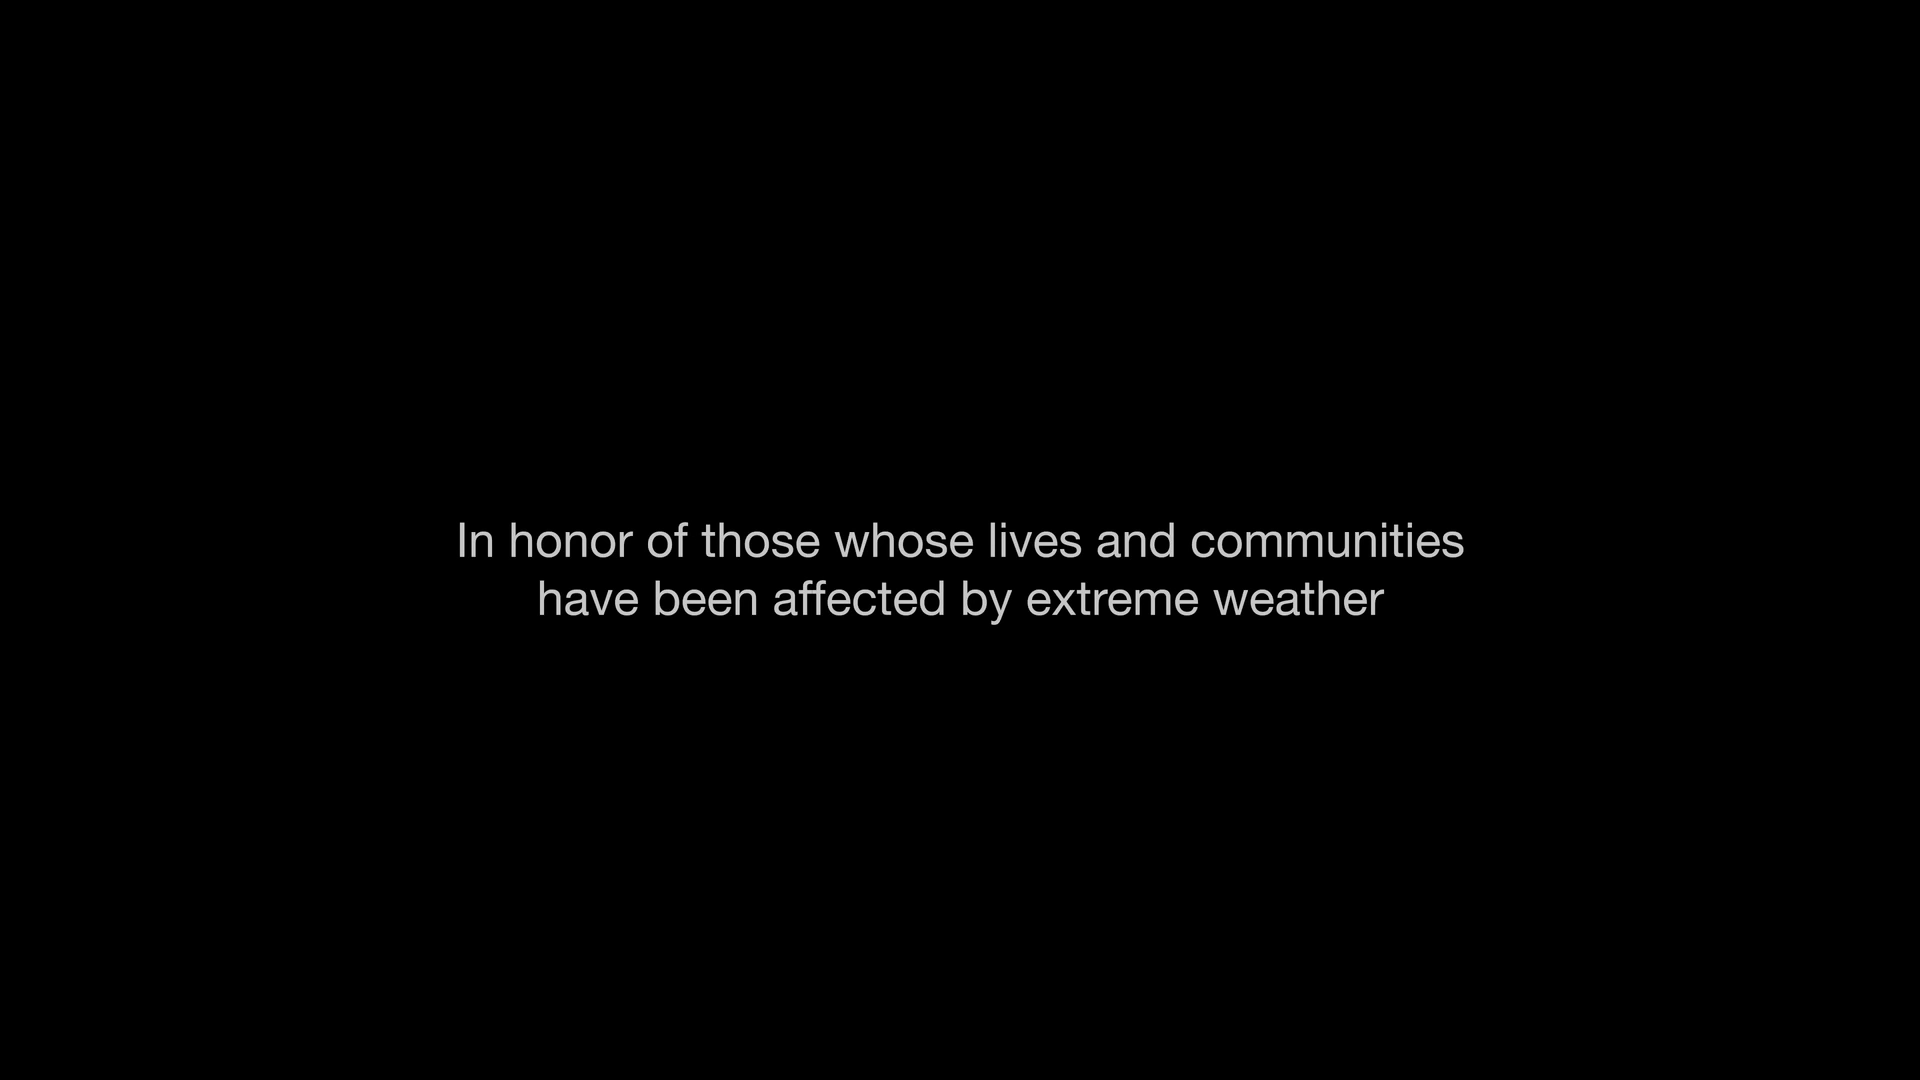 In honor of those whose lives and communities
have been affected by extreme weather